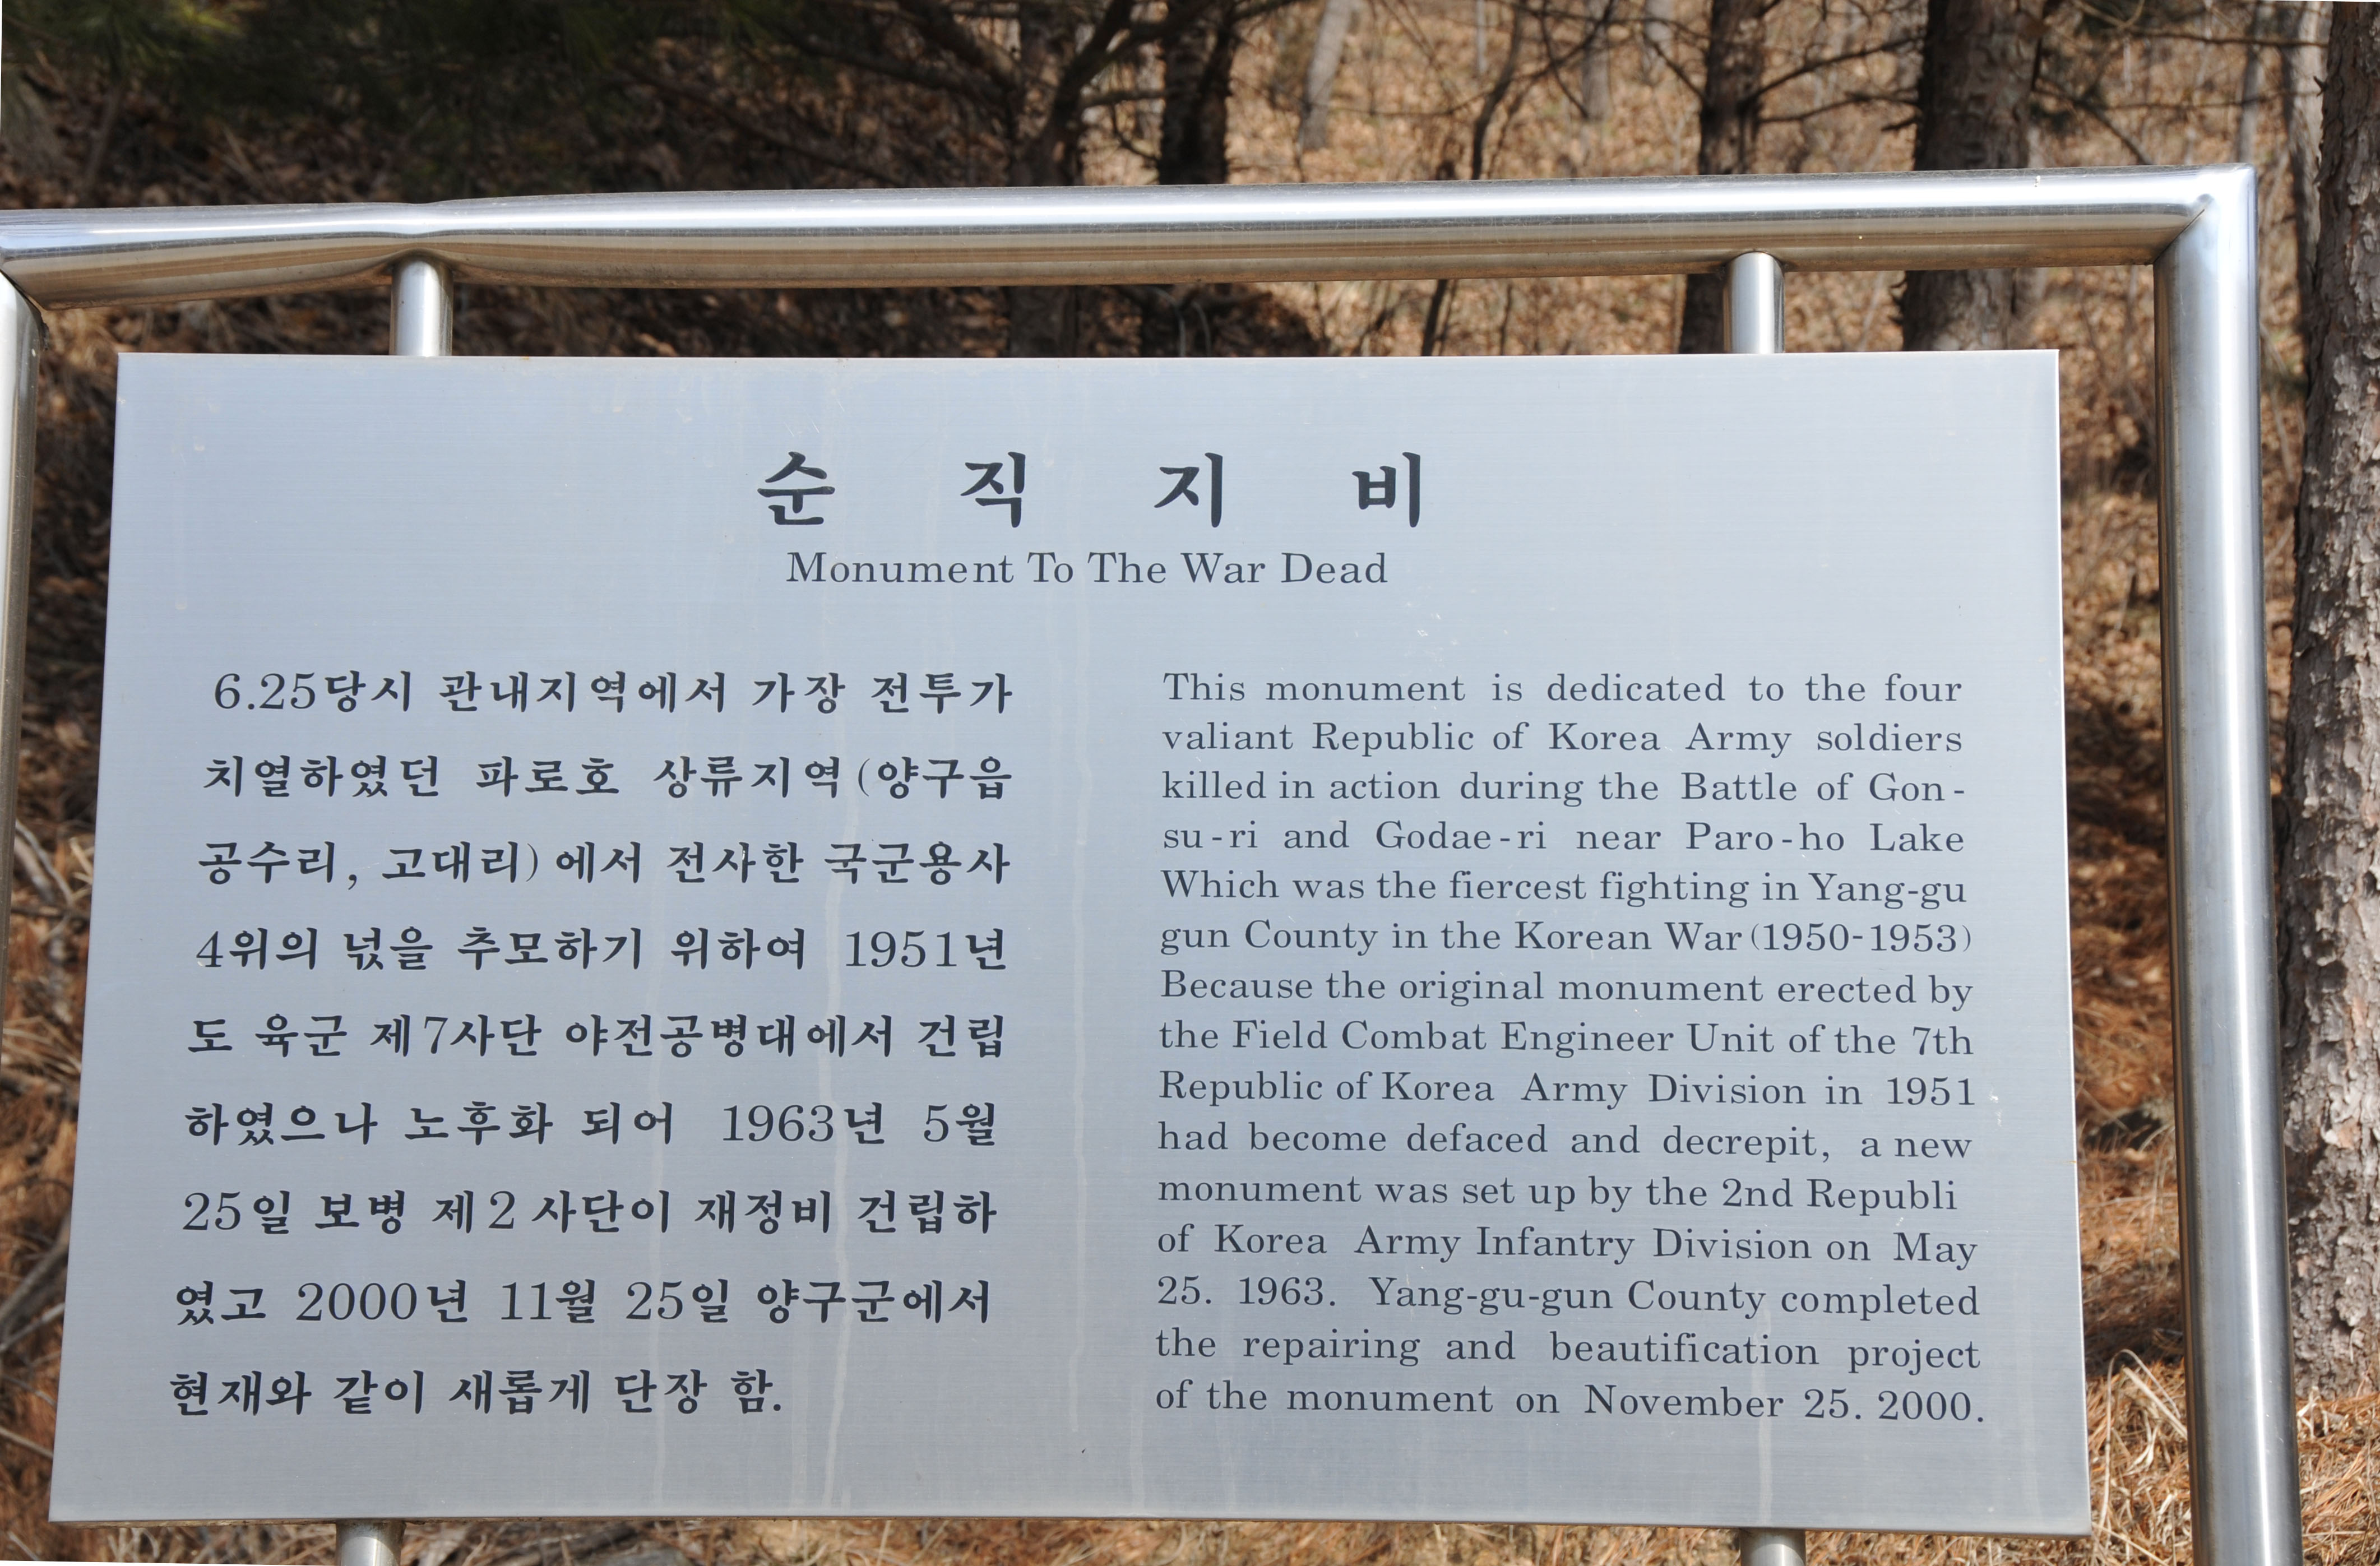 순 직 지 비
Monument To The War Dead
6.25당시 관내지역에서 가장 전투가
치열하였던 파로호 상류지역(양구읍
공수리, 고대리)에서 전사한 국군용사
4위의 넋을 추모하기 위하여 1951년
도 육군 제7사단 야전공병대에서 건립
하였으나 노후화 되어 1963년 5월
25일 보병 제2사단이 재정비 건립하
였고 2000년 11월 25일 양구군에서
현재와 같이 새롭게 단장 함.
This monument is dedicated to the four
valiant Republic of Korea Army soldiers
killed in action during the Battle of Gon-
su-ri and Godae-ri near Paro-ho Lake
Which was the fiercest fighting in Yang-gu
gun County in the Korean War(1950-1953)
Because the original monument erected by
the Field Combat Engineer Unit of the 7th
Republic of Korea Army Division in 1951
had become defaced and decrepit, a new
monument was set up by the 2nd Republi
of Korea Army Infantry Division on May
25. 1963. Yang-gu-gun County completed
the repairing and beautification project
of the monument on November 25. 2000.